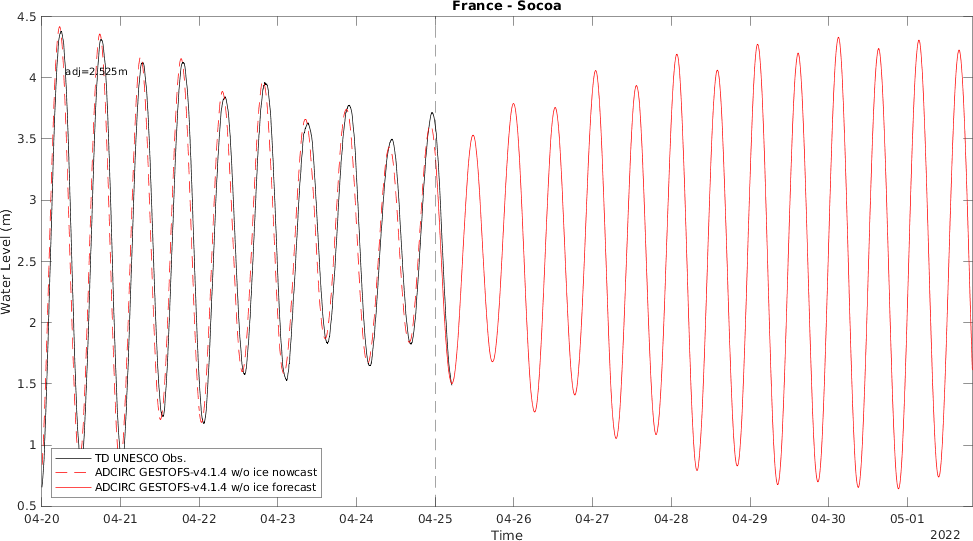 France - Socoa
4.5
4
3.5
3
2.5
2
1.5
1
0.5
Water Level (m)
adj=2.525m
TD UNESCO Obs.
ADCIRC GESTOFS-v4.1.4 w/o ice nowcast
ADCIRC GESTOFS-v4.1.4 w/o ice forecast
04-20 04-21 04-22 04-23 04-24 04-25 04-26 04-27 04-28 04-29 04-30 05-01
Time
2022